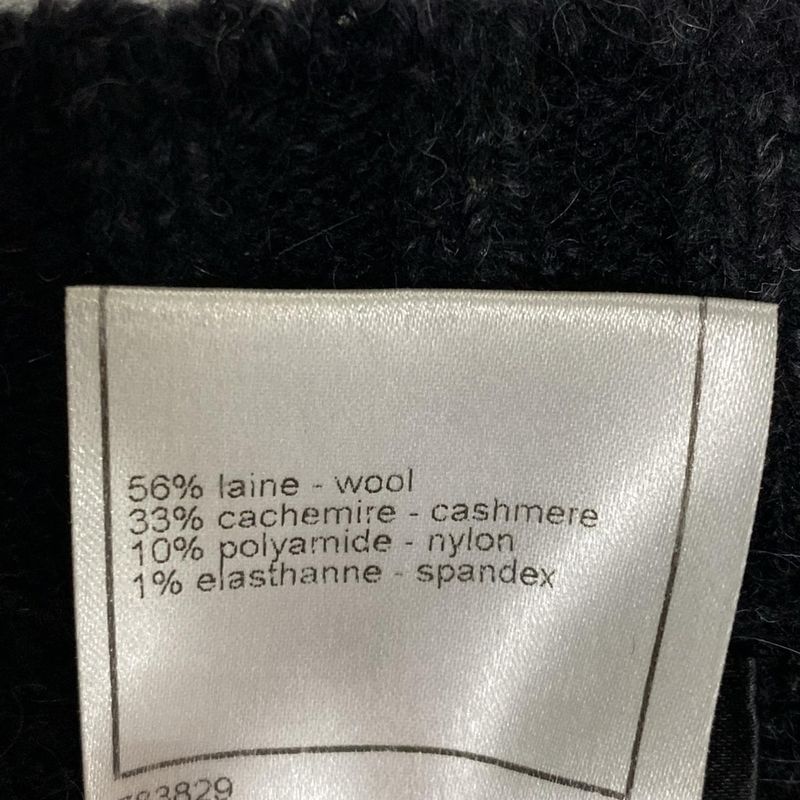 56% laine - wool
33% cachemire - cashmere
10% polyamide - nylon
1% elasthanne - spandex